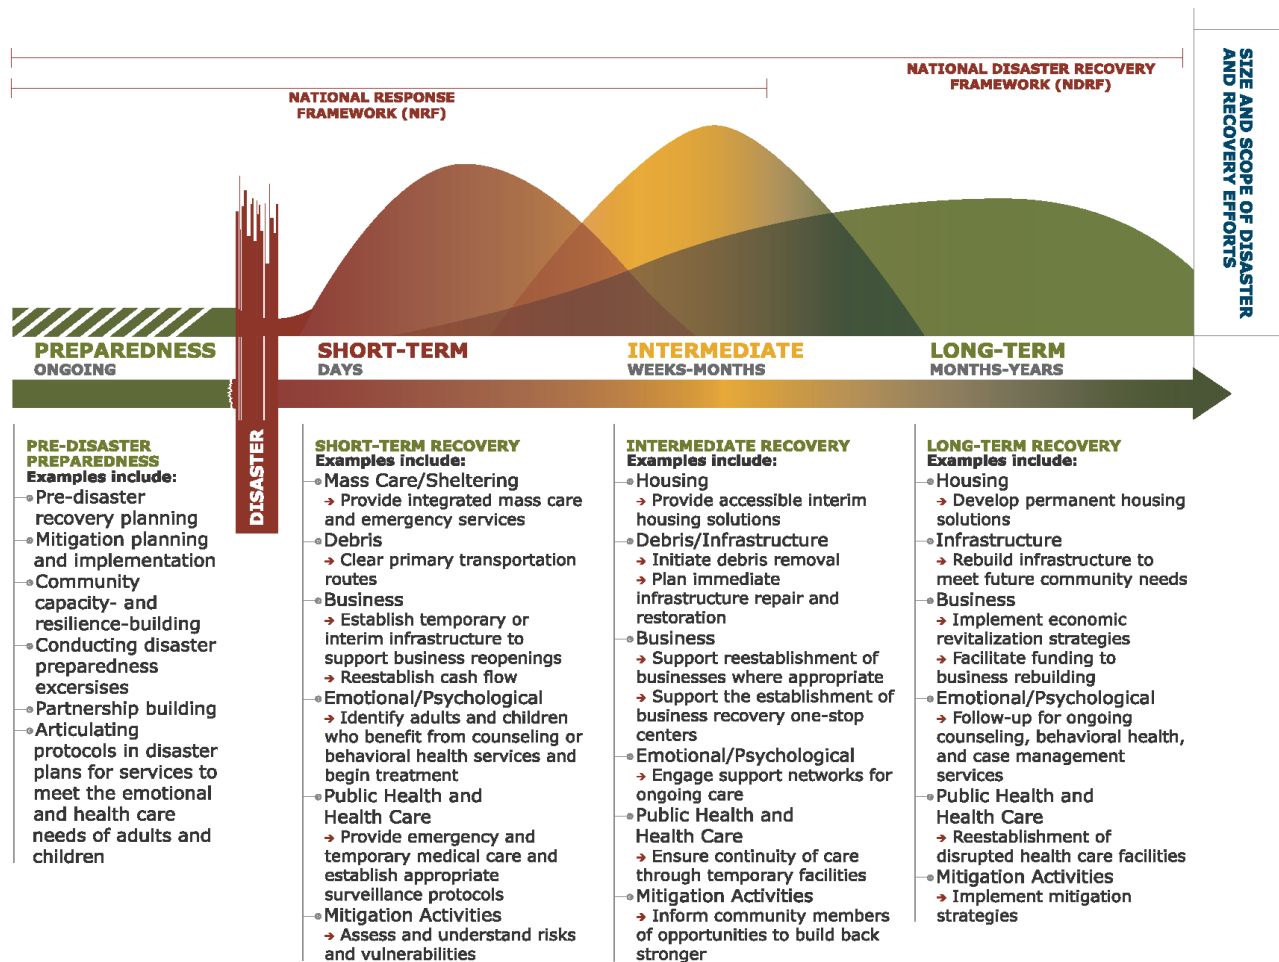 NATIONAL DISASTER RECOVERY
FRAMEWORK (NDRF)
NATIONAL RESPONSE
FRAMEWORK (NRF)
SIZE AND SCOPE OF DISASTER
AND RECOVERY EFFORTS
PREPAREDNESS
ONGOING
DISASTER
SHORT-TERM
DAYS
INTERMEDIATE
WEEKS-MONTHS
LONG-TERM
MONTHS-YEARS
PRE-DISASTER
PREPAREDNESS
Examples include:
Pre-disaster
recovery planning
Mitigation planning
and implementation
Community
capacity- and
resilience-building
Conducting disaster
preparedness
excersises
Partnership building
Articulating
protocols in disaster
plans for services to
meet the emotional
and health care
needs of adults and
children
SHORT-TERM RECOVERY
Examples include:
Mass Care/Sheltering
➔ Provide integrated mass care
and emergency services
Debris
➔ Clear primary transportation
routes
Business
➔ Establish temporary or
interim infrastructure to
support business reopenings
➔ Reestablish cash flow
Emotional/Psychological
➔ Identify adults and children
who benefit from counseling or
behavioral health services and
begin treatment
Public Health and
Health Care
➔ Provide emergency and
temporary medical care and
establish appropriate
surveillance protocols
Mitigation Activities
➔ Assess and understand risks
and vulnerabilities
INTERMEDIATE RECOVERY
Examples include:
Housing
➔ Provide accessible interim
housing solutions
Debris/Infrastructure
➔ Initiate debris removal
➔ Plan immediate
infrastructure repair and
restoration
Business
➔ Support reestablishment of
businesses where appropriate
➔ Support the establishment of
business recovery one-stop
centers
Emotional/Psychological
➔ Engage support networks for
ongoing care
Public Health and
Health Care
➔ Ensure continuity of care
through temporary facilities
Mitigation Activities
➔ Inform community members
of opportunities to build back
stronger
LONG-TERM RECOVERY
Examples include:
Housing
➔ Develop permanent housing
solutions
Infrastructure
➔ Rebuild infrastructure to
meet future community needs
Business
➔ Implement economic
revitalization strategies
➔ Facilitate funding to
business rebuilding
Emotional/Psychological
➔ Follow-up for ongoing
counseling, behavioral health,
and case management
services
Public Health and
Health Care
➔ Reestablishment of
disrupted health care facilities
Mitigation Activities
➔ Implement mitigation
strategies